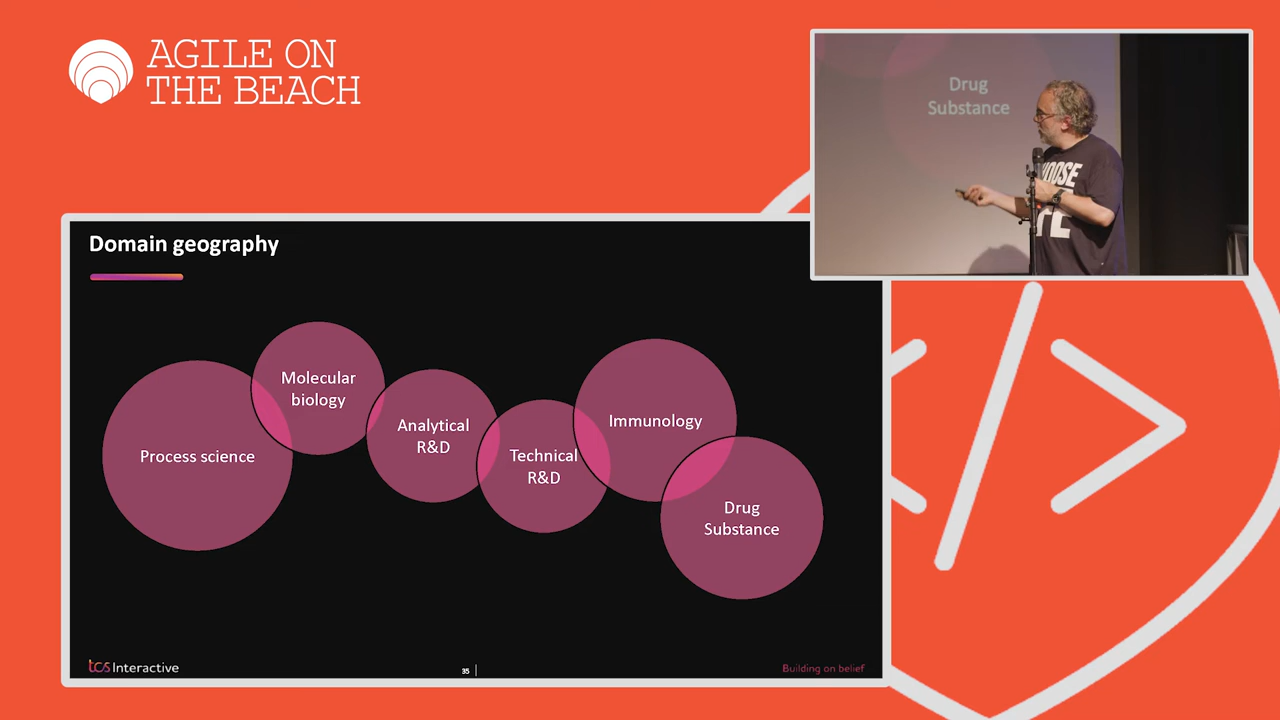 AGILE ON
THE BEACH
Drug
Substance
Domain geography
Process science
Molecular
biology
Analytical
R&D
Technical
R&D
Immunology
Drug
Substance
tcs Interactive
35
Building on belief